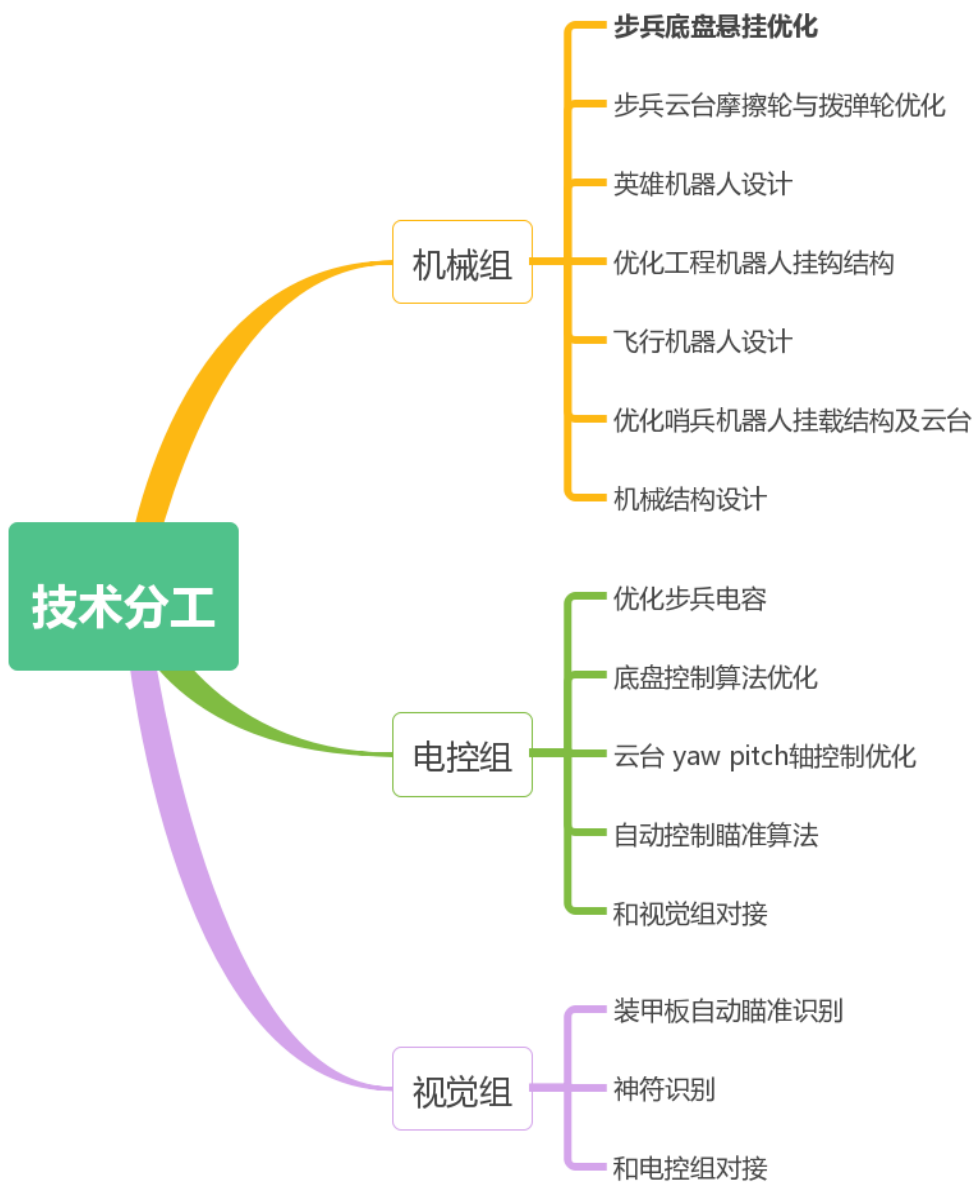 技术分工
机械组
步兵底盘悬挂优化
步兵云台摩擦轮与拨弹轮优化
英雄机器人设计
优化工程机器人挂钩结构
飞行机器人设计
优化哨兵机器人挂载结构及云台
机械结构设计
电控组
优化步兵电容
底盘控制算法优化
云台 yaw pitch轴控制优化
自动控制瞄准算法
和视觉组对接
视觉组
装甲板自动瞄准识别
神符识别
和电控组对接